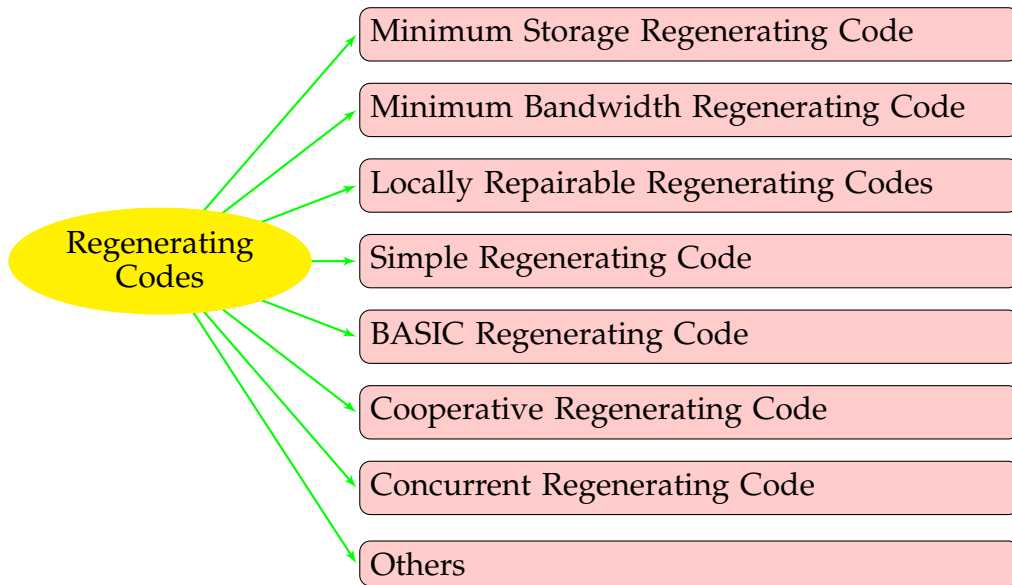 Regenerating
Codes
Minimum Storage Regenerating Code
Minimum Bandwidth Regenerating Code
Locally Repairable Regenerating Codes
Simple Regenerating Code
BASIC Regenerating Code
Cooperative Regenerating Code
Concurrent Regenerating Code
Others